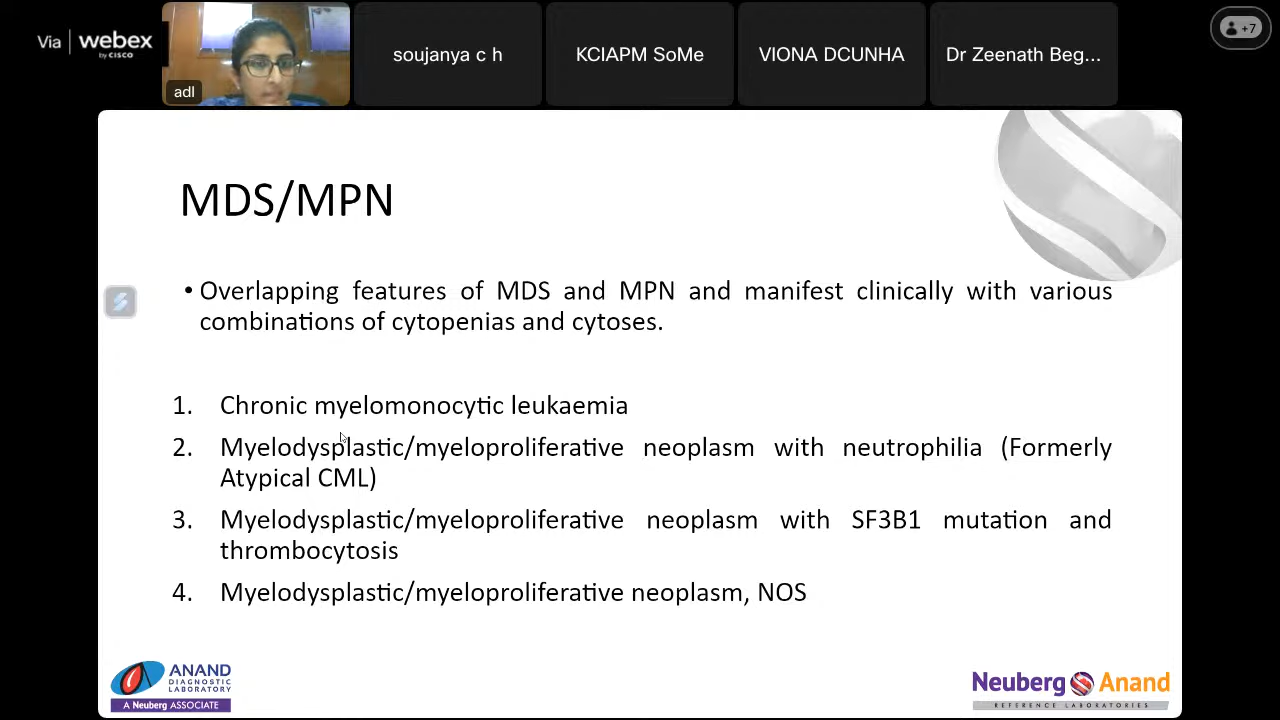 Via webex
by CISCO
adl
soujanya c h
KCIAPM SoMe
VIONA DCUNHA
Dr Zeenath Beg...
+7
MDS/MPN
• Overlapping features of MDS and MPN and manifest clinically with various
combinations of cytopenias and cytoses.
1. Chronic myelomonocytic leukaemia
2. Myelodysplastic/myeloproliferative neoplasm with neutrophilia (Formerly
Atypical CML)
3. Myelodysplastic/myeloproliferative neoplasm with SF3B1 mutation and
thrombocytosis
4. Myelodysplastic/myeloproliferative neoplasm, NOS
ANAND
DIAGNOSTIC
LABORATORY
A Neuberg ASSOCIATE
Neuberg Anand
REFERENCE LABORATORIES